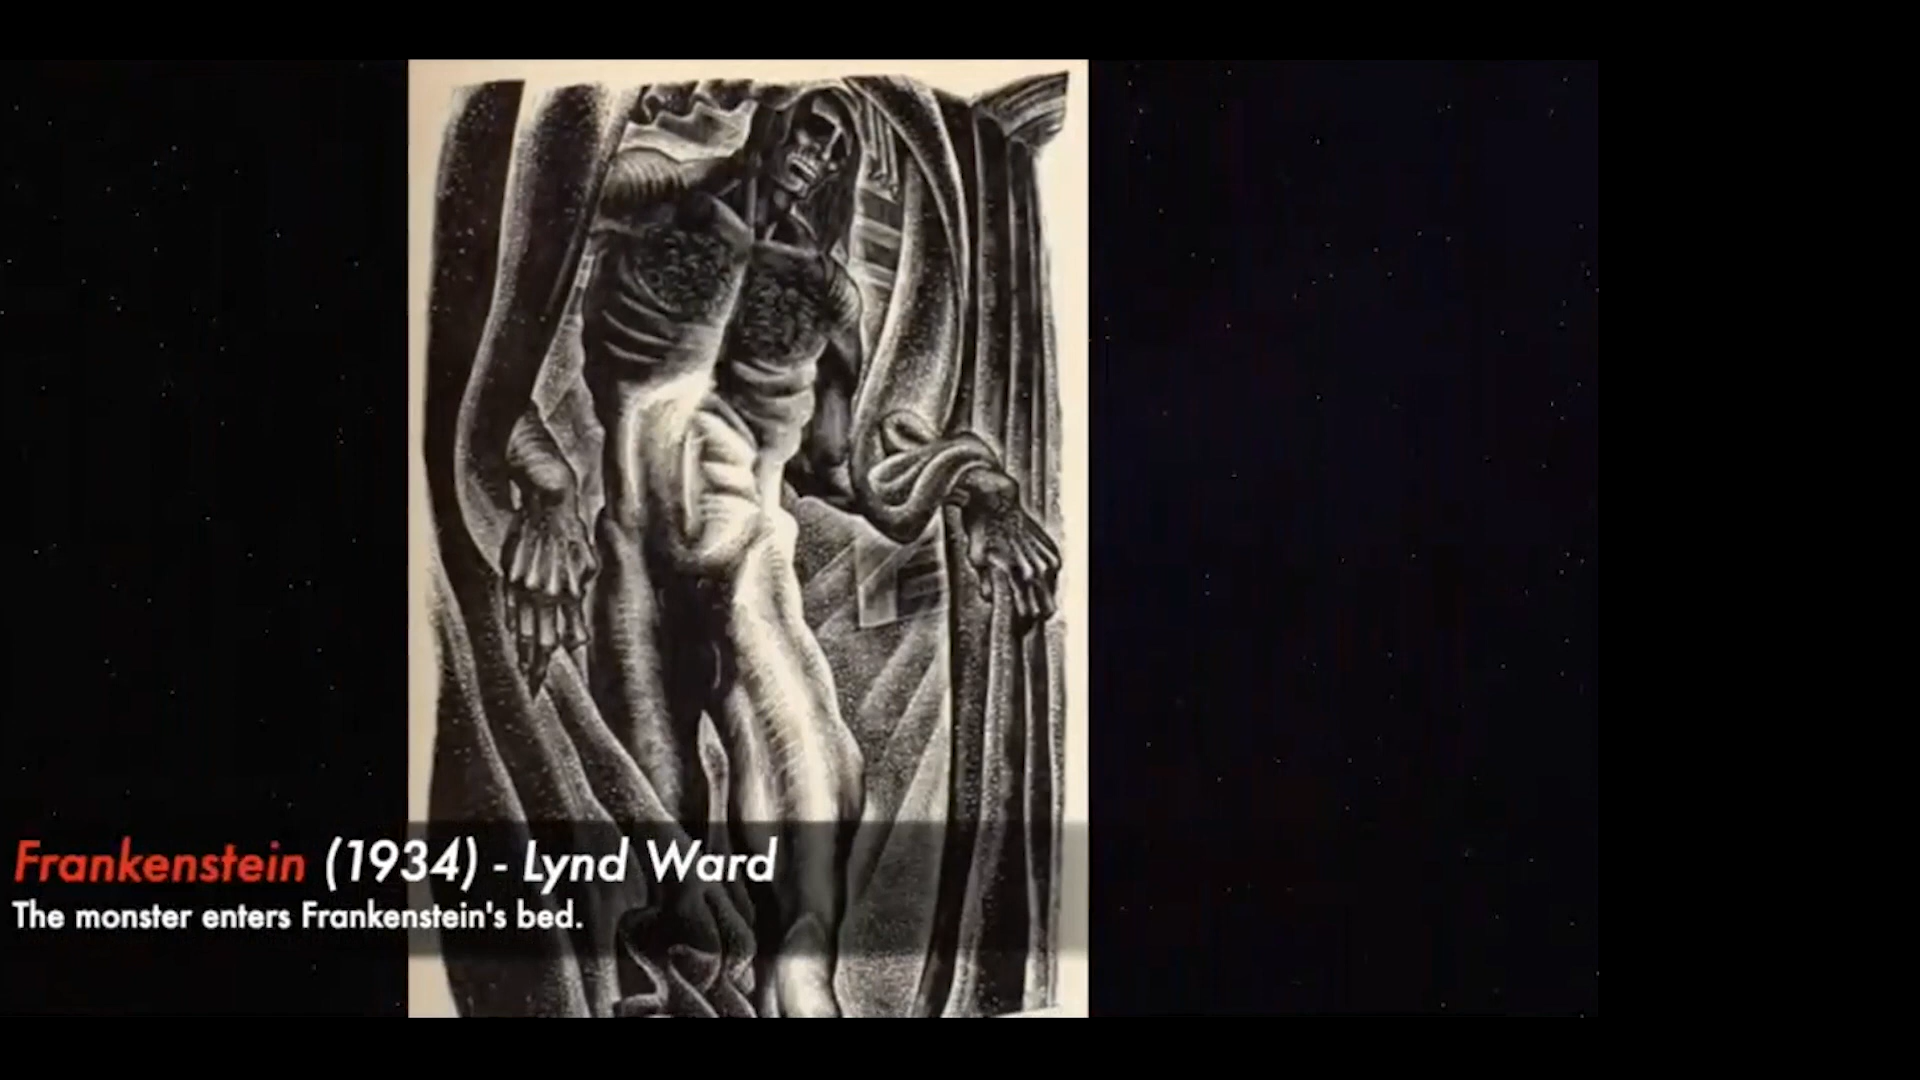 Frankenstein (1934) - Lynd Ward
The monster enters Frankenstein's bed.